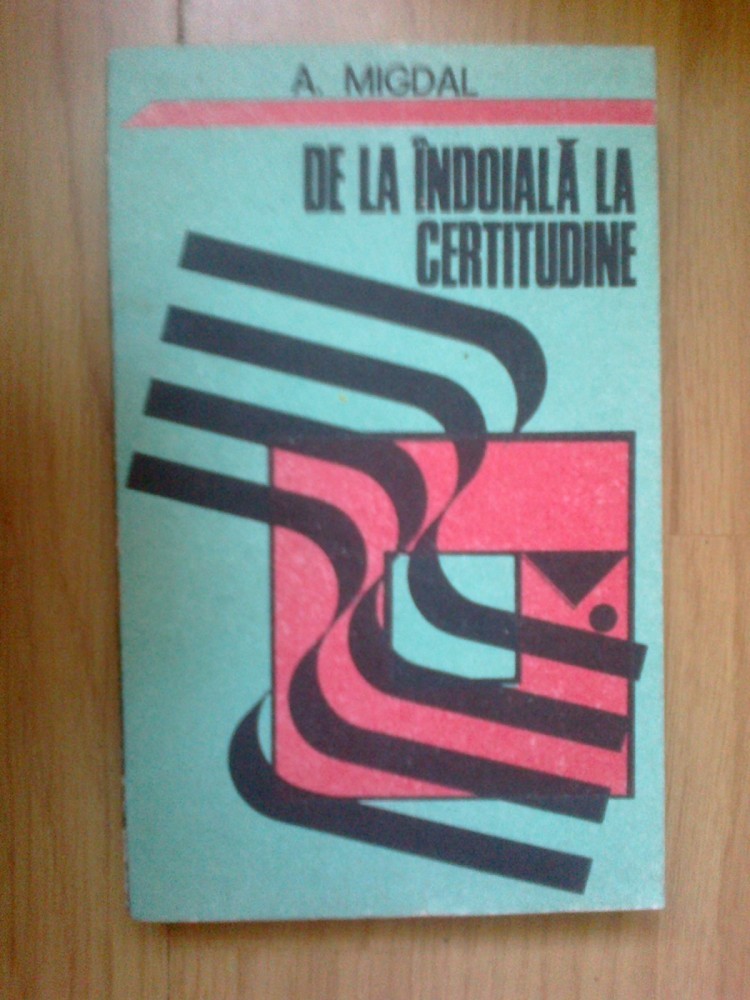 A. MIGDAL
DE LA ÎNDOIALĂ LA
CERTITUDINE